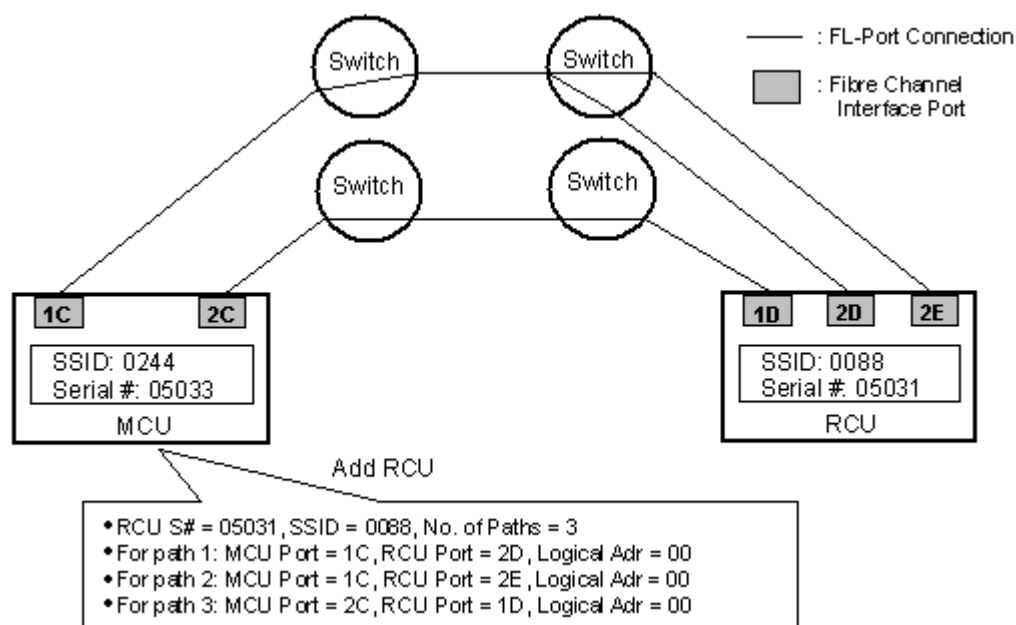 Switch
Switch
: FL-Port Connection
: Fibre Channel
Interface Port
Switch
Switch
1C
2C
1D
2D
2E
SSID: 0244
Serial #: 05033
MCU
SSID: 0088
Serial #: 05031
RCU
Add RCU
• RCU S# = 05031, SSID = 0088, No. of Paths = 3
• For path 1: MCU Port = 1C, RCU Port = 2D, Logical Adr = 00
• For path 2: MCU Port = 1C, RCU Port = 2E, Logical Adr = 00
• For path 3: MCU Port = 2C, RCU Port = 1D, Logical Adr = 00